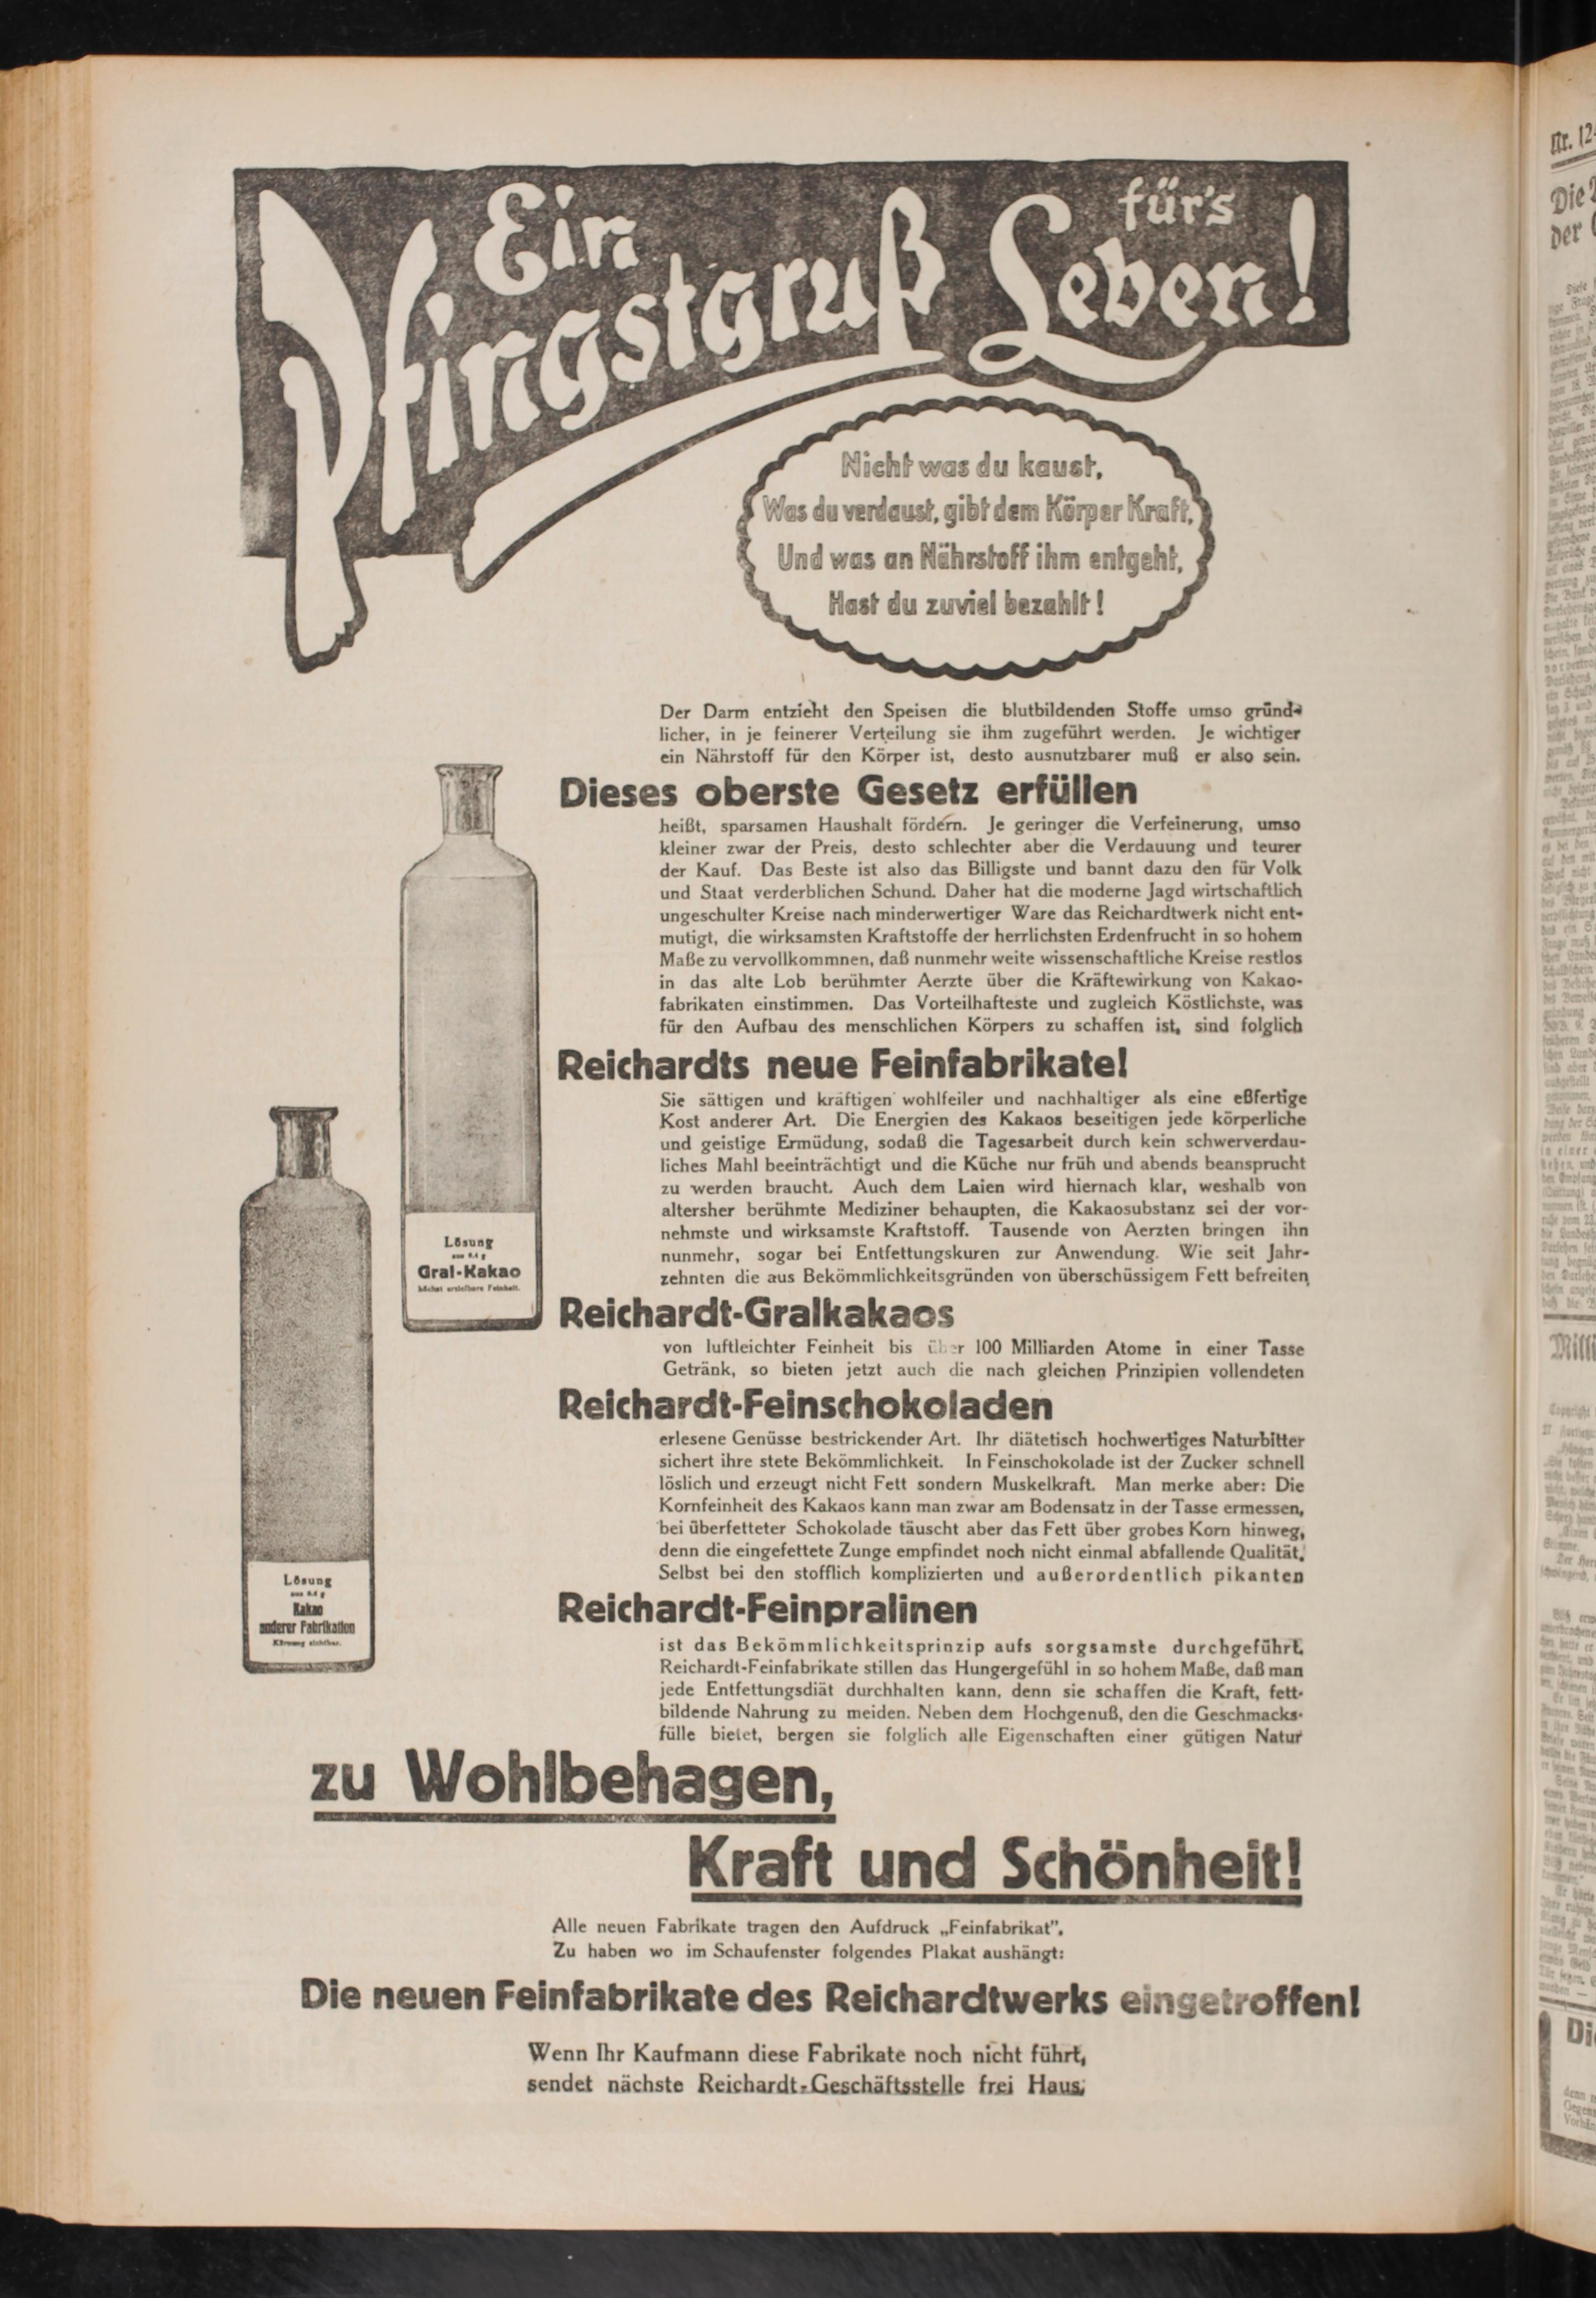 Ein
Pfingstgruß
für's
Leben!
Nicht was du kaust,
Was du verdaust, gibt dem Körper Kraft,
Und was an Nährstoff ihm entgeht,
Hast du zuviel bezahlt!
Der Darm entzieht den Speisen die blutbildenden Stoffe umso gründ-
licher, in je feinerer Verteilung sie ihm zugeführt werden. Je wichtiger
ein Nährstoff für den Körper ist, desto ausnutzbarer muß er also sein.
Dieses oberste Gesetz erfüllen
heißt, sparsamen Haushalt fördern. Je geringer die Verfeinerung, umso
kleiner zwar der Preis, desto schlechter aber die Verdauung und teurer
der Kauf. Das Beste ist also das Billigste und bannt dazu den für Volk
und Staat verderblichen Schund. Daher hat die moderne Jagd wirtschaftlich
ungeschulter Kreise nach minderwertiger Ware das Reichardtwerk nicht ent-
mutigt, die wirksamsten Kraftstoffe der herrlichsten Erdenfrucht in so hohem
Maße zu vervollkommnen, daß nunmehr weite wissenschaftliche Kreise restlos
in das alte Lob berühmter Aerzte über die Kräftewirkung von Kakao-
fabrikaten einstimmen. Das Vorteilhafteste und zugleich Köstlichste, was
für den Aufbau des menschlichen Körpers zu schaffen ist, sind folglich
Reichardts neue Feinfabrikate!
Sie sättigen und kräftigen wohlfeiler und nachhaltiger als eine eßfertige
Kost anderer Art. Die Energien des Kakaos beseitigen jede körperliche
und geistige Ermüdung, sodaß die Tagesarbeit durch kein schwerverdau-
liches Mahl beeinträchtigt und die Küche nur früh und abends beansprucht
zu werden braucht. Auch dem Laien wird hiernach klar, weshalb von
altersher berühmte Mediziner behaupten, die Kakaosubstanz sei der vor-
nehmste und wirksamste Kraftstoff. Tausende von Aerzten bringen ihn
nunmehr, sogar bei Entfettungskuren zur Anwendung. Wie seit Jahr-
zehnten die aus Bekömmlichkeitsgründen von überschüssigem Fett befreiten
Reichardt-Gralkakaos
von luftleichter Feinheit bis über 100 Milliarden Atome in einer Tasse
Getränk, so bieten jetzt auch die nach gleichen Prinzipien vollendeten
Reichardt-Feinschokoladen
erlesene Genüsse bestrickender Art. Ihr diätetisch hochwertiges Naturbitter
sichert ihre stete Bekömmlichkeit. In Feinschokolade ist der Zucker schnell
löslich und erzeugt nicht Fett sondern Muskelkraft. Man merke aber: Die
Kornfeinheit des Kakaos kann man zwar am Bodensatz in der Tasse ermessen,
bei überfetteter Schokolade täuscht aber das Fett über grobes Korn hinweg,
denn die eingefettete Zunge empfindet noch nicht einmal abfallende Qualität.
Selbst bei den stofflich komplizierten und außerordentlich pikanten
Reichardt-Feinpralinen
ist das Bekömmlichkeitsprinzip aufs sorgsamste durchgeführt.
Reichardt-Feinfabrikate stillen das Hungergefühl in so hohem Maße, daß man
jede Entfettungsdiät durchhalten kann, denn sie schaffen die Kraft, fett-
bildende Nahrung zu meiden. Neben dem Hochgenuß, den die Geschmacks-
fülle bietet, bergen sie folglich alle Eigenschaften einer gütigen Natur
zu Wohlbehagen,
Kraft und Schönheit!
Alle neuen Fabrikate tragen den Aufdruck „Feinfabrikat".
Zu haben wo im Schaufenster folgendes Plakat aushängt:
Die neuen Feinfabrikate des Reichardtwerks eingetroffen!
Wenn Ihr Kaufmann diese Fabrikate noch nicht führt,
sendet nächste Reichardt-Geschäftsstelle frei Haus.
Lösung
Gral-Kakao
höchst erzielbare Feinheit.
Lösung
Kakao
anderer Fabrikation
Körnung sichtbar.
Nr. 12